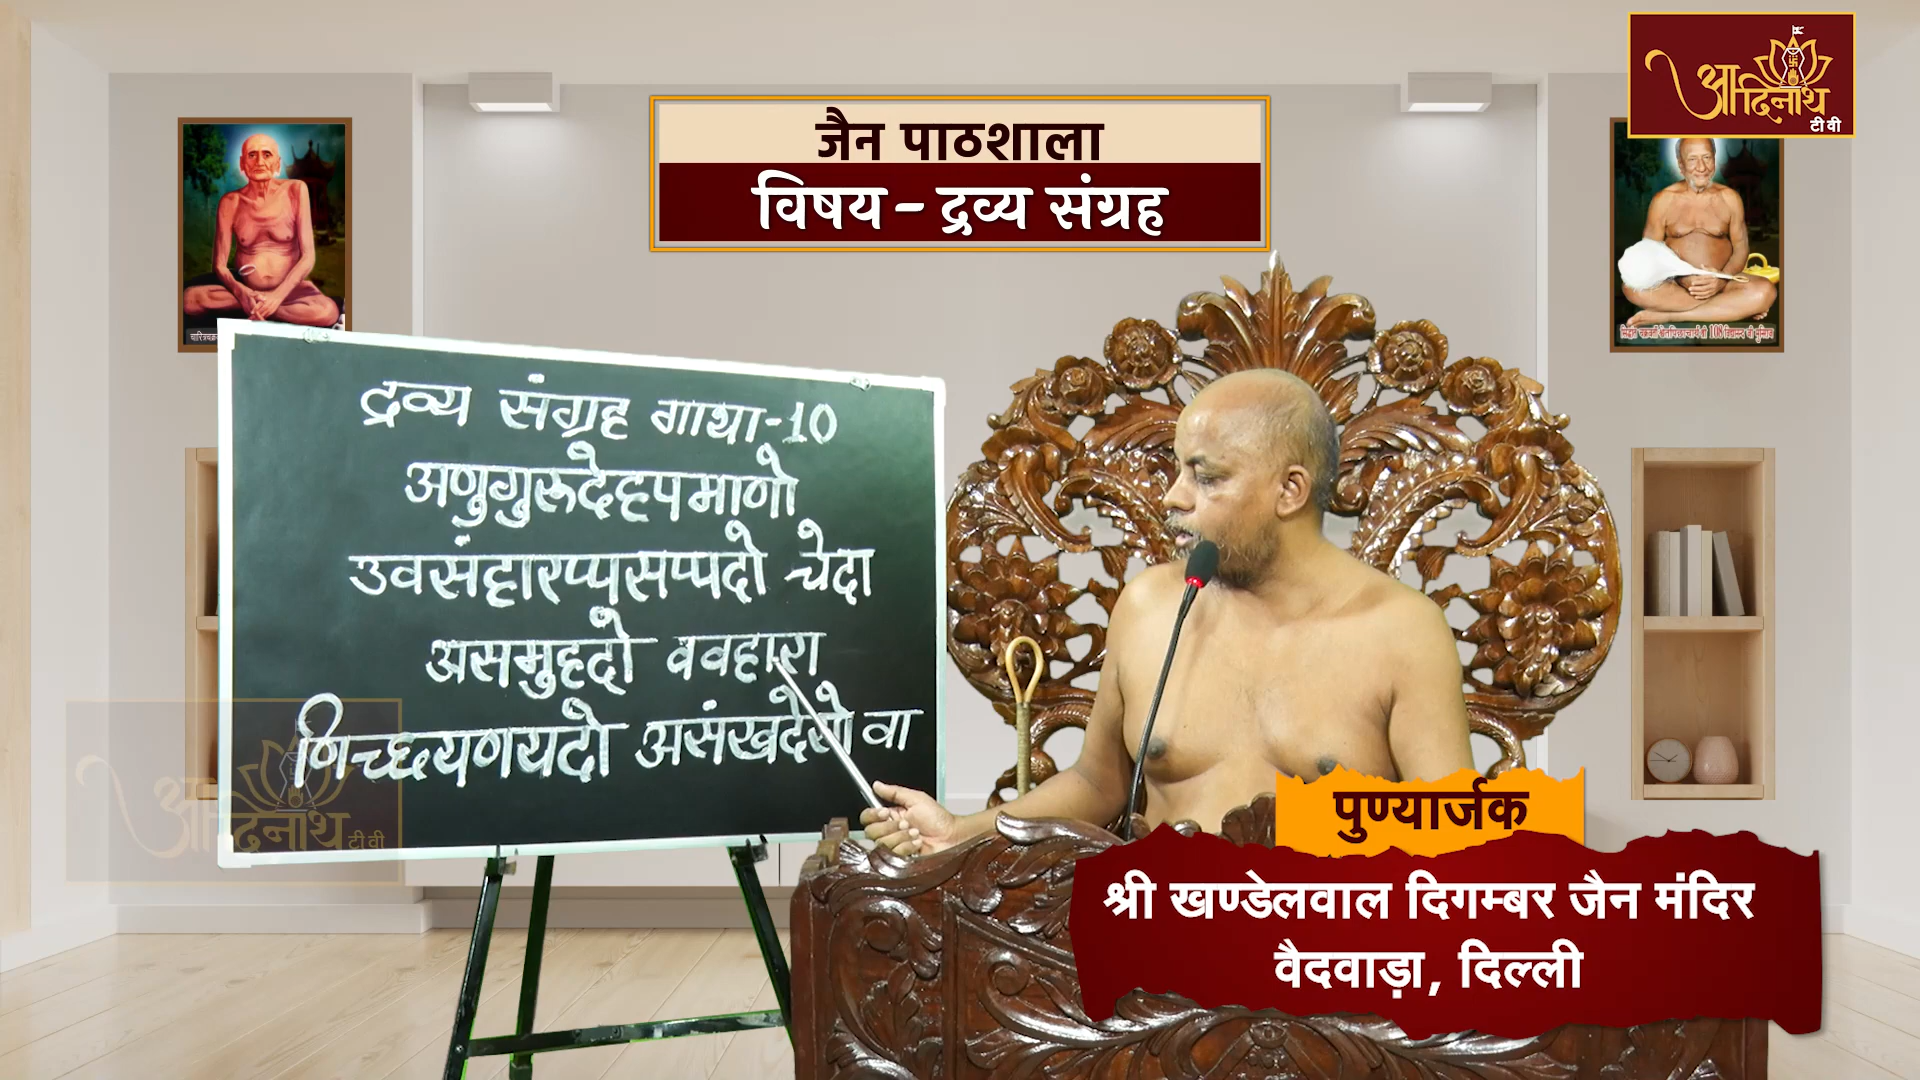 आदिनाथ
टीवी
जैन पाठशाला
विषय - द्रव्य संग्रह
द्रव्य संग्रह गाथा-10
अणुगुरुदेहपमाणो
उवसंहारप्पसप्पदो चेदा
असमुहदो ववहारा
णिच्छयणयदो असंखदेसो वा
आदिनाथ
टीवी
पुण्यार्जक
श्री खण्डेलवाल दिगम्बर जैन मंदिर
वैदवाड़ा, दिल्ली